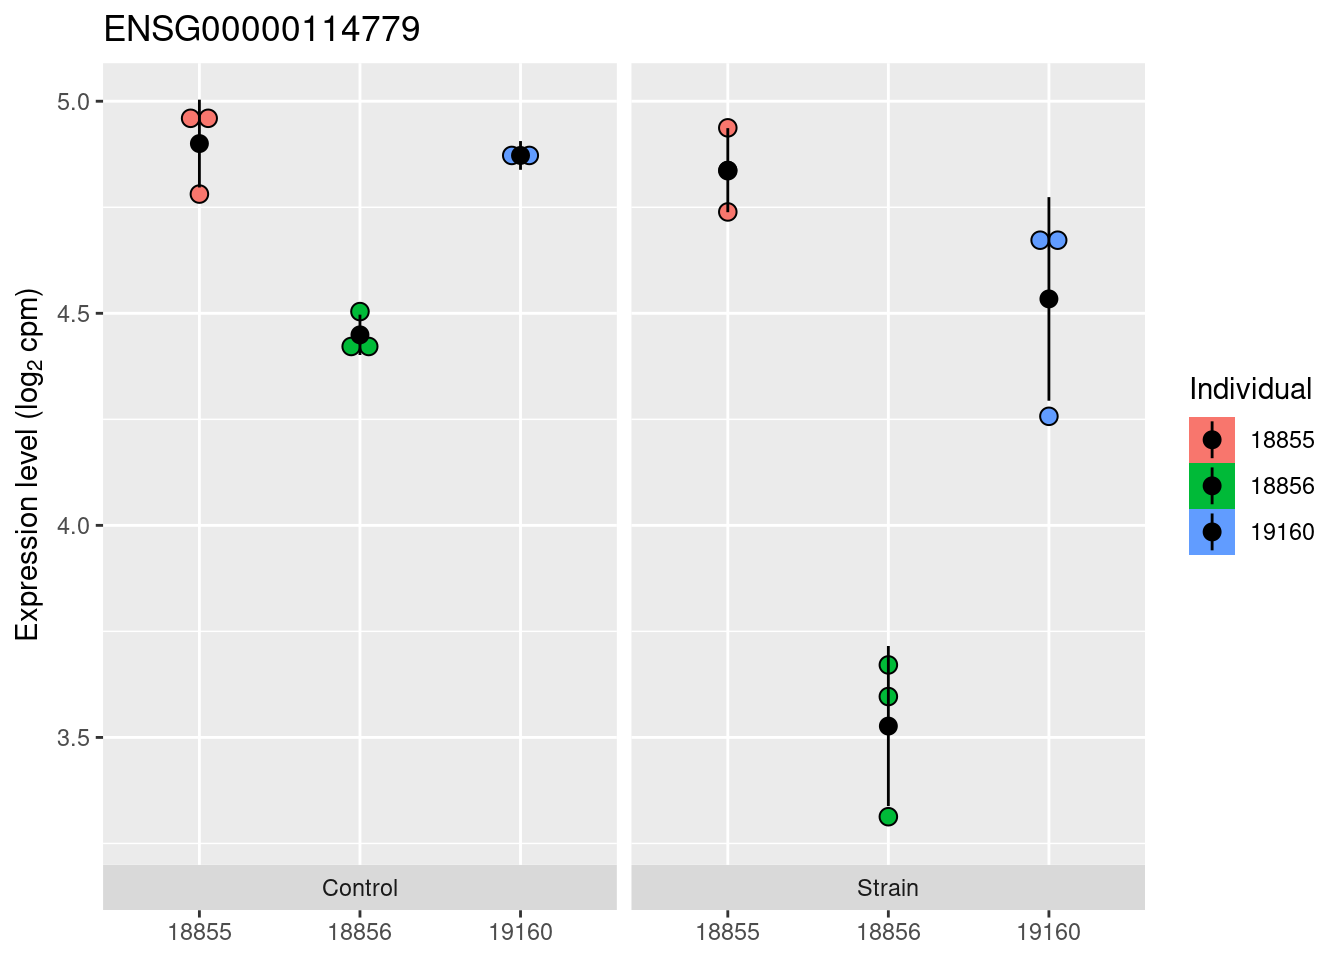 ENSG00000114779
Expression level (log₂ cpm)
5.0
4.5
4.0
3.5
Control
Strain
18855
18856
19160
18855
18856
19160
Individual
18855
18856
19160